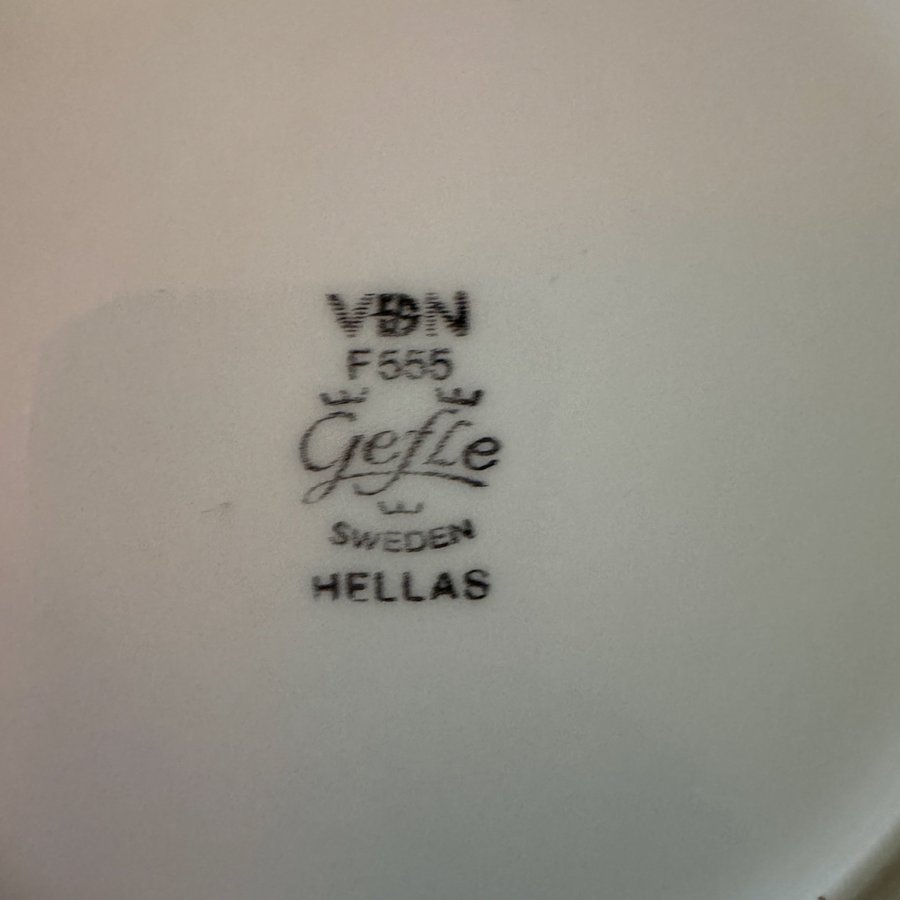 VDN
F555
Gefle
SWEDEN
HELLAS